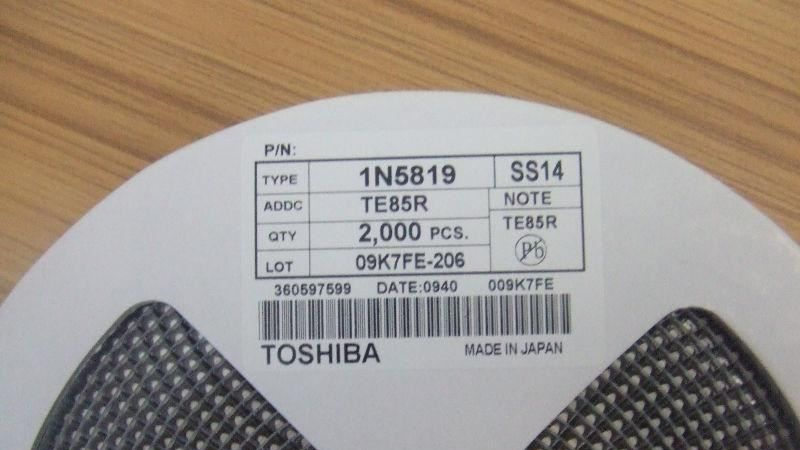 P/N:
TYPE 1N5819 SS14
ADDC TE85R NOTE
QTY 2,000 PCS. TE85R
LOT 09K7FE-206 Pb
360597599 DATE:0940 009K7FE
TOSHIBA MADE IN JAPAN